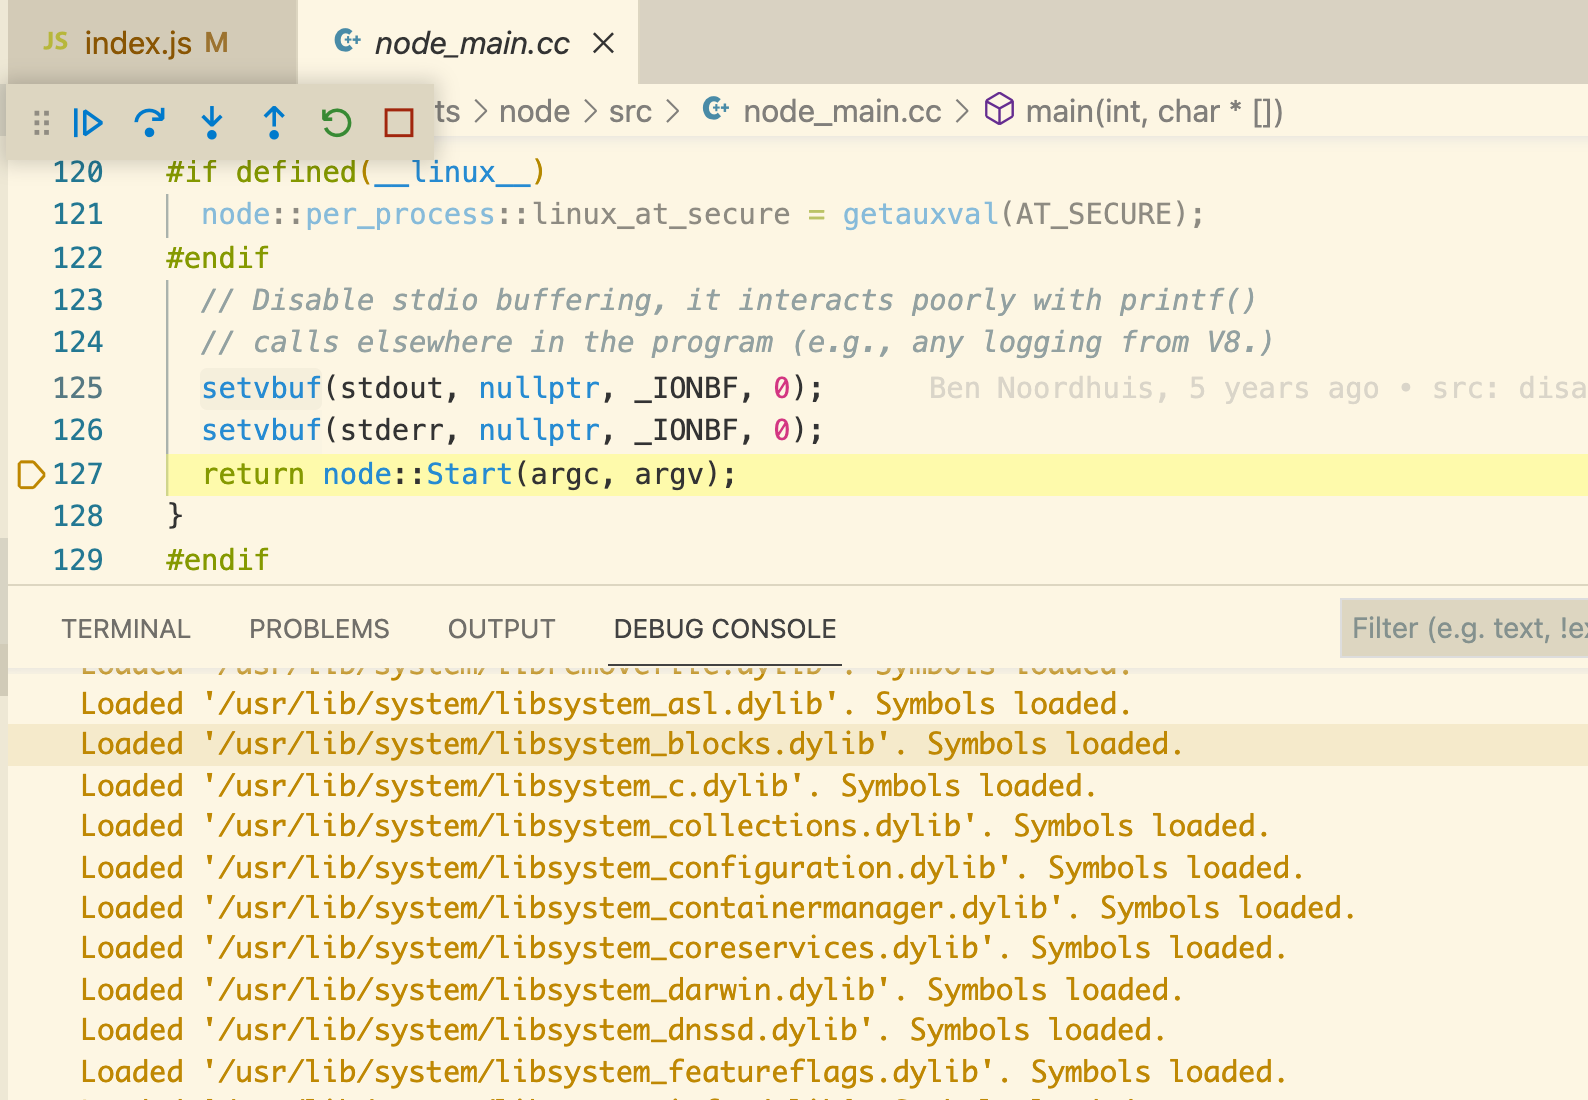 JS index.js M
node_main.cc
ts > node > src > node_main.cc > main(int, char * [])
120 #if defined(__linux__)
121 node::per_process::linux_at_secure = getauxval(AT_SECURE);
122 #endif
123 // Disable stdio buffering, it interacts poorly with printf()
124 // calls elsewhere in the program (e.g., any logging from V8.)
125 setvbuf(stdout, nullptr, _IONBF, 0); Ben Noordhuis, 5 years ago • src: disa
126 setvbuf(stderr, nullptr, _IONBF, 0);
127 return node::Start(argc, argv);
128 }
129 #endif
TERMINAL PROBLEMS OUTPUT DEBUG CONSOLE Filter (e.g. text, !ex
Loaded '/usr/lib/system/libremovefile.dylib'. Symbols loaded.
Loaded '/usr/lib/system/libsystem_asl.dylib'. Symbols loaded.
Loaded '/usr/lib/system/libsystem_blocks.dylib'. Symbols loaded.
Loaded '/usr/lib/system/libsystem_c.dylib'. Symbols loaded.
Loaded '/usr/lib/system/libsystem_collections.dylib'. Symbols loaded.
Loaded '/usr/lib/system/libsystem_configuration.dylib'. Symbols loaded.
Loaded '/usr/lib/system/libsystem_containermanager.dylib'. Symbols loaded.
Loaded '/usr/lib/system/libsystem_coreservices.dylib'. Symbols loaded.
Loaded '/usr/lib/system/libsystem_darwin.dylib'. Symbols loaded.
Loaded '/usr/lib/system/libsystem_dnssd.dylib'. Symbols loaded.
Loaded '/usr/lib/system/libsystem_featureflags.dylib'. Symbols loaded.